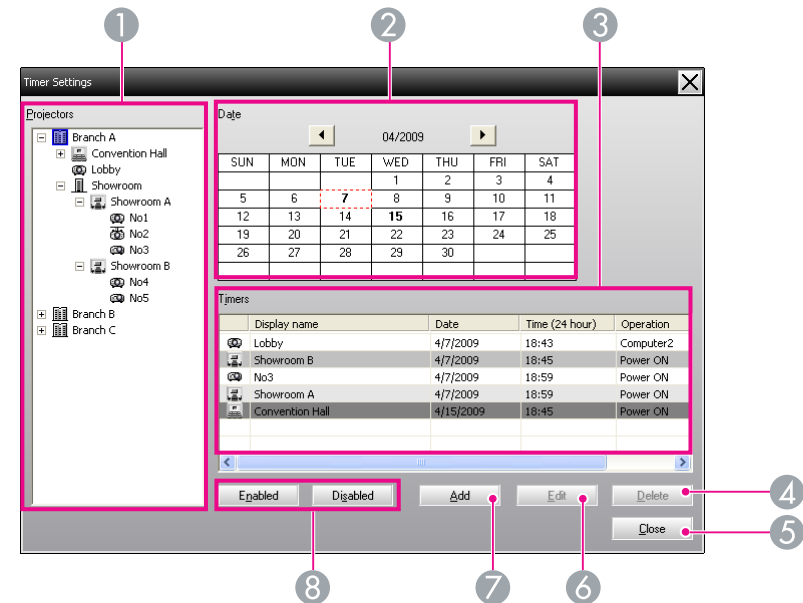 1 2 3
Timer Settings
Projectors
Branch A
Convention Hall
Lobby
Showroom
Showroom A
No1
No2
No3
Showroom B
No4
No5
Branch B
Branch C
Date
04/2009
SUN MON TUE WED THU FRI SAT
1 2 3 4
5 6 7 8 9 10 11
12 13 14 15 16 17 18
19 20 21 22 23 24 25
26 27 28 29 30
Timers
Display name Date Time (24 hour) Operation
Lobby 4/7/2009 18:43 Computer2
Showroom B 4/7/2009 18:45 Power ON
No3 4/7/2009 18:59 Power ON
Showroom A 4/7/2009 18:59 Power ON
Convention Hall 4/15/2009 18:45 Power ON
Enabled Disabled Add Edit Delete 4
Close 5
8 7 6